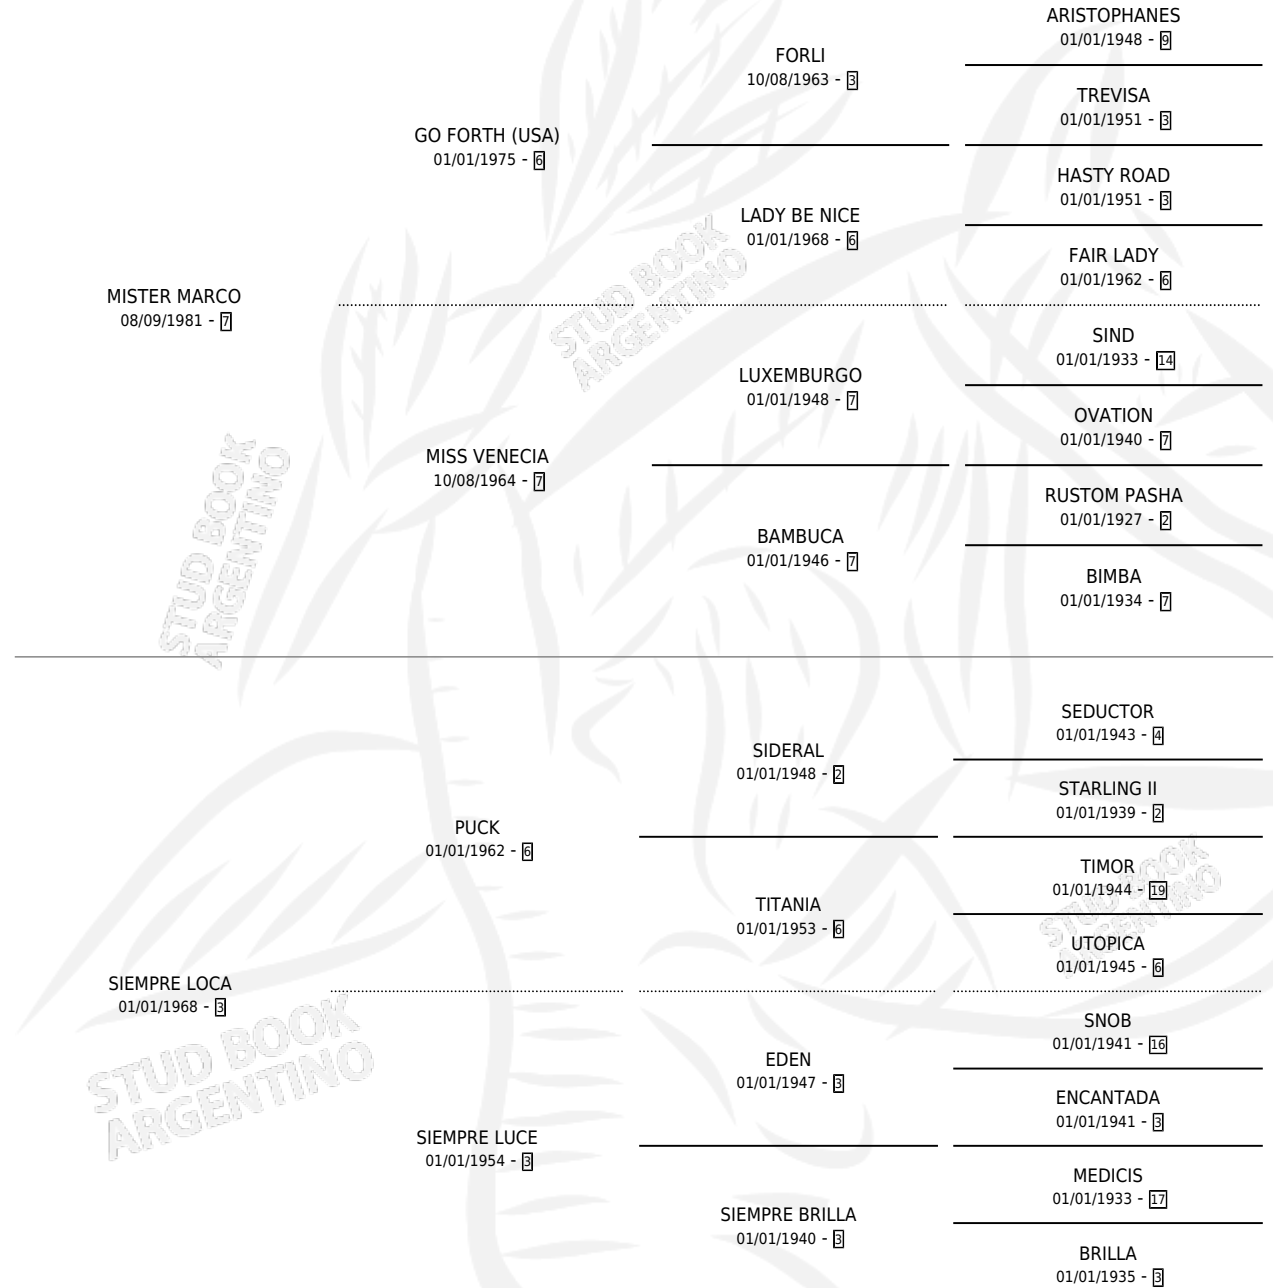 ARISTOPHANES
01/01/1948 - 9
FORLI
10/08/1963 - 3
TREVISA
01/01/1951 - 3
GO FORTH (USA)
01/01/1975 - 6
HASTY ROAD
01/01/1951 - 3
LADY BE NICE
01/01/1968 - 6
FAIR LADY
01/01/1962 - 6
MISTER MARCO
08/09/1981 - 7
STUD BOOK
ARGENTINO
SIND
01/01/1933 - 14
LUXEMBURGO
01/01/1948 - 7
OVATION
01/01/1940 - 7
MISS VENECIA
10/08/1964 - 7
RUSTOM PASHA
01/01/1927 - 2
BAMBUCA
01/01/1946 - 7
BIMBA
01/01/1934 - 7
STUD BOOK
ARGENTINO
SEDUCTOR
01/01/1943 - 4
SIDERAL
01/01/1948 - 2
STARLING II
01/01/1939 - 2
PUCK
01/01/1962 - 6
TIMOR
01/01/1944 - 19
TITANIA
01/01/1953 - 6
STUD BOOK
ARGENTINO
UTOPICA
01/01/1945 - 6
SIEMPRE LOCA
01/01/1968 - 3
SNOB
01/01/1941 - 16
EDEN
01/01/1947 - 3
STUD BOOK
ARGENTINO
ENCANTADA
01/01/1941 - 3
SIEMPRE LUCE
01/01/1954 - 3
MEDICIS
01/01/1933 - 17
SIEMPRE BRILLA
01/01/1940 - 3
BRILLA
01/01/1935 - 3